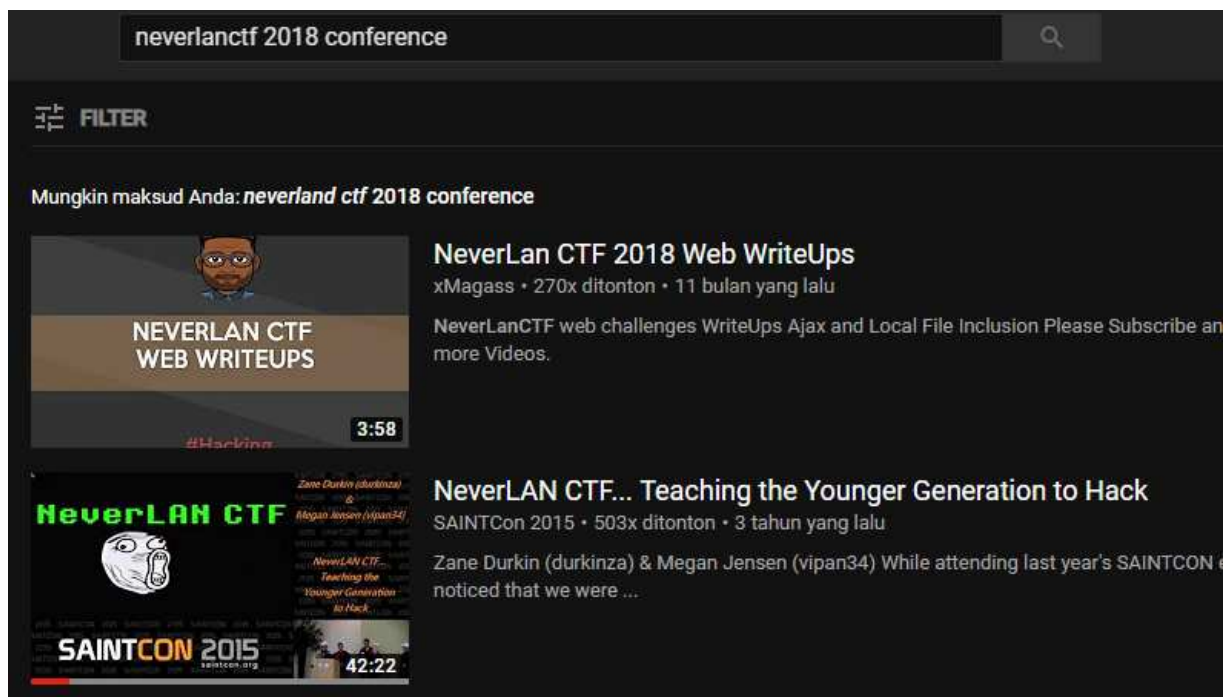 neverlanctf 2018 conference
FILTER
Mungkin maksud Anda: neverland ctf 2018 conference
NEVERLAN CTF
WEB WRITEUPS
#Hacking
3:58
NeverLan CTF 2018 Web WriteUps
xMagass • 270x ditonton • 11 bulan yang lalu
NeverLanCTF web challenges WriteUps Ajax and Local File Inclusion Please Subscribe an
more Videos.
NeverLAN CTF
Zane Durkin (durkinza)
&
Megan Jensen (vipan34)
NeverLAN CTF...
Teaching the
Younger Generation
to Hack
SAINTCON 2015
saintcon.org
42:22
NeverLAN CTF... Teaching the Younger Generation to Hack
SAINTCon 2015 • 503x ditonton • 3 tahun yang lalu
Zane Durkin (durkinza) & Megan Jensen (vipan34) While attending last year's SAINTCON
noticed that we were ...